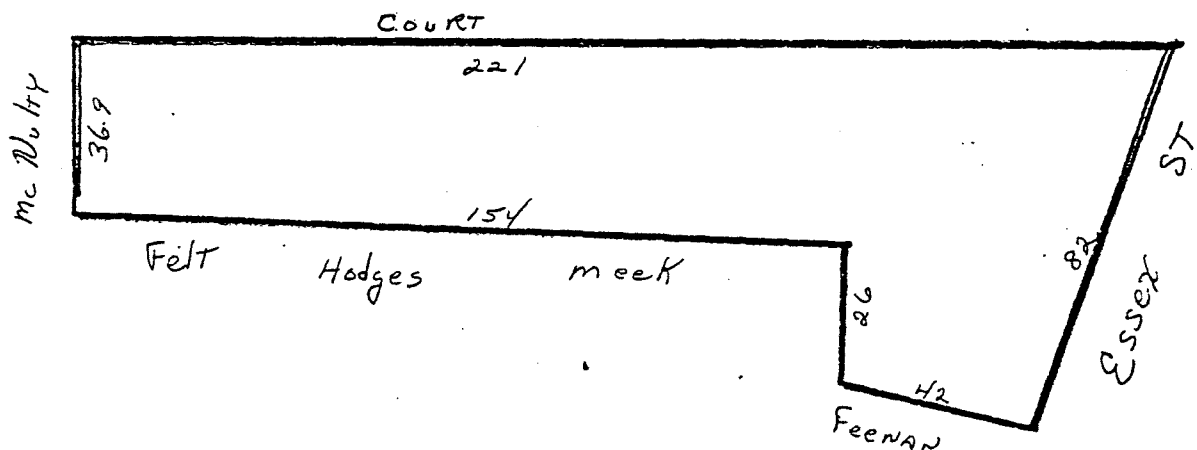 COURT
221
Mc Nulty
36.9
154
Felt Hodges meek
26
42
FEENAN
82
Essex ST